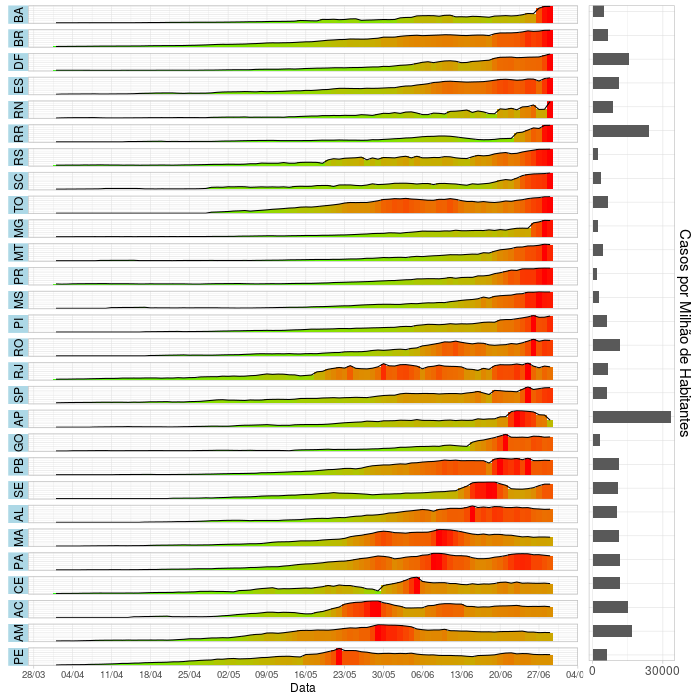 BA
BR
DF
ES
RN
RR
RS
SC
TO
MG
MT
PR
MS
PI
RO
RJ
SP
AP
GO
PB
SE
AL
MA
PA
CE
AC
AM
PE
28/03 04/04 11/04 18/04 25/04 02/05 09/05 16/05 23/05 30/05 06/06 13/06 20/06 27/06 04/0
Data
0 30000
Casos por Milhão de Habitantes